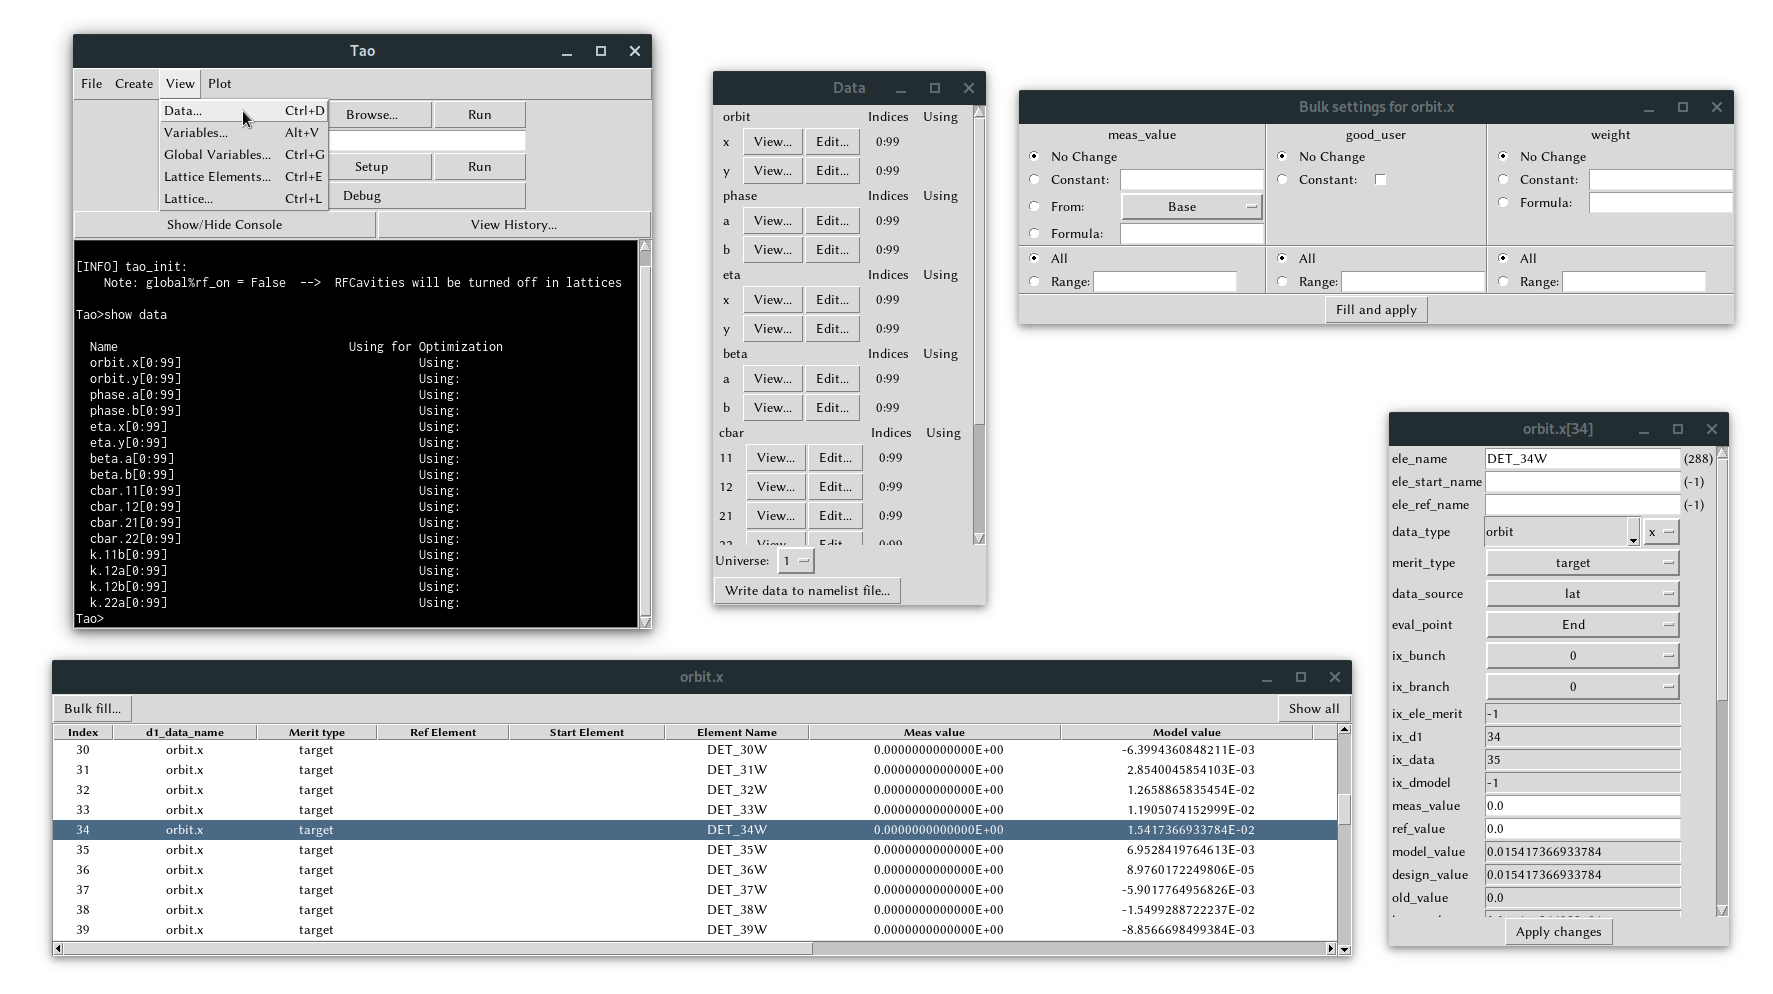 Tao
File Create View Plot
Data... Ctrl+D
Variables... Alt+V
Global Variables... Ctrl+G
Lattice Elements... Ctrl+E
Lattice... Ctrl+L
Browse... Run
Setup Run
Debug
Show/Hide Console View History...
[INFO] tao_init:
Note: global%rf_on = False --> RFCavities will be turned off in lattices
Tao>show data
Name Using for Optimization
orbit.x[0:99] Using:
orbit.y[0:99] Using:
phase.a[0:99] Using:
phase.b[0:99] Using:
eta.x[0:99] Using:
eta.y[0:99] Using:
beta.a[0:99] Using:
beta.b[0:99] Using:
cbar.11[0:99] Using:
cbar.12[0:99] Using:
cbar.21[0:99] Using:
cbar.22[0:99] Using:
k.11b[0:99] Using:
k.12a[0:99] Using:
k.12b[0:99] Using:
k.22a[0:99] Using:
Tao>
Data
orbit Indices Using
x View... Edit... 0:99
y View... Edit... 0:99
phase Indices Using
a View... Edit... 0:99
b View... Edit... 0:99
eta Indices Using
x View... Edit... 0:99
y View... Edit... 0:99
beta Indices Using
a View... Edit... 0:99
b View... Edit... 0:99
cbar Indices Using
11 View... Edit... 0:99
12 View... Edit... 0:99
21 View... Edit... 0:99
22 View... Edit... 0:99
Universe: 1
Write data to namelist file...
Bulk settings for orbit.x
meas_value good_user weight
No Change No Change No Change
Constant: Constant: Constant:
From: Base Formula:
Formula:
All All All
Range: Range: Range:
Fill and apply
orbit.x[34]
ele_name DET_34W (288)
ele_start_name (-1)
ele_ref_name (-1)
data_type orbit x
merit_type target
data_source lat
eval_point End
ix_bunch 0
ix_branch 0
ix_ele_merit -1
ix_d1 34
ix_data 35
ix_dmodel -1
meas_value 0.0
ref_value 0.0
model_value 0.015417366933784
design_value 0.015417366933784
old_value 0.0
Apply changes
orbit.x
Bulk fill... Show all
Index d1_data_name Merit type Ref Element Start Element Element Name Meas value Model value
30 orbit.x target DET_30W 0.0000000000000E+00 -6.3994360848211E-03
31 orbit.x target DET_31W 0.0000000000000E+00 2.8540045854103E-03
32 orbit.x target DET_32W 0.0000000000000E+00 1.2658865835454E-02
33 orbit.x target DET_33W 0.0000000000000E+00 1.1905074152999E-02
34 orbit.x target DET_34W 0.0000000000000E+00 1.5417366933784E-02
35 orbit.x target DET_35W 0.0000000000000E+00 6.9528419764613E-03
36 orbit.x target DET_36W 0.0000000000000E+00 8.9760172249806E-05
37 orbit.x target DET_37W 0.0000000000000E+00 -5.9017764956826E-03
38 orbit.x target DET_38W 0.0000000000000E+00 -1.5499288722237E-02
39 orbit.x target DET_39W 0.0000000000000E+00 -8.8566698499384E-03